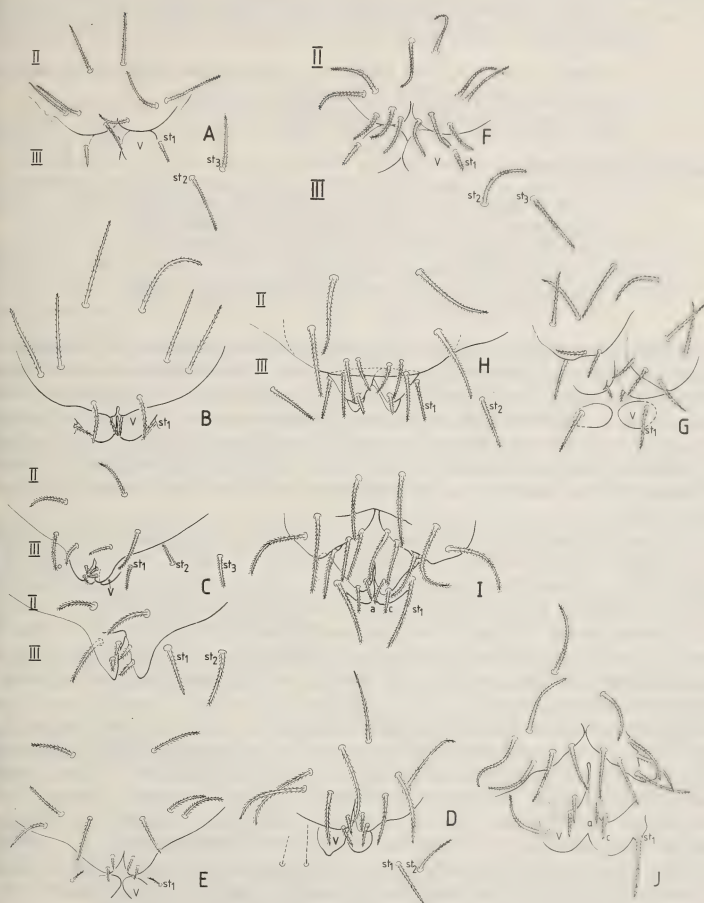 II
A
V
st1
III
st3
st2
II
F
V
st1
III
st2
st3
B
V
st1
II
III
H
st1
st2
G
V
st1
II
III
V
st1
st2
st3
C
II
III
st1
st2
I
a
c
st1
E
V
st1
D
V
st1
st2
V
a
c
st1
J